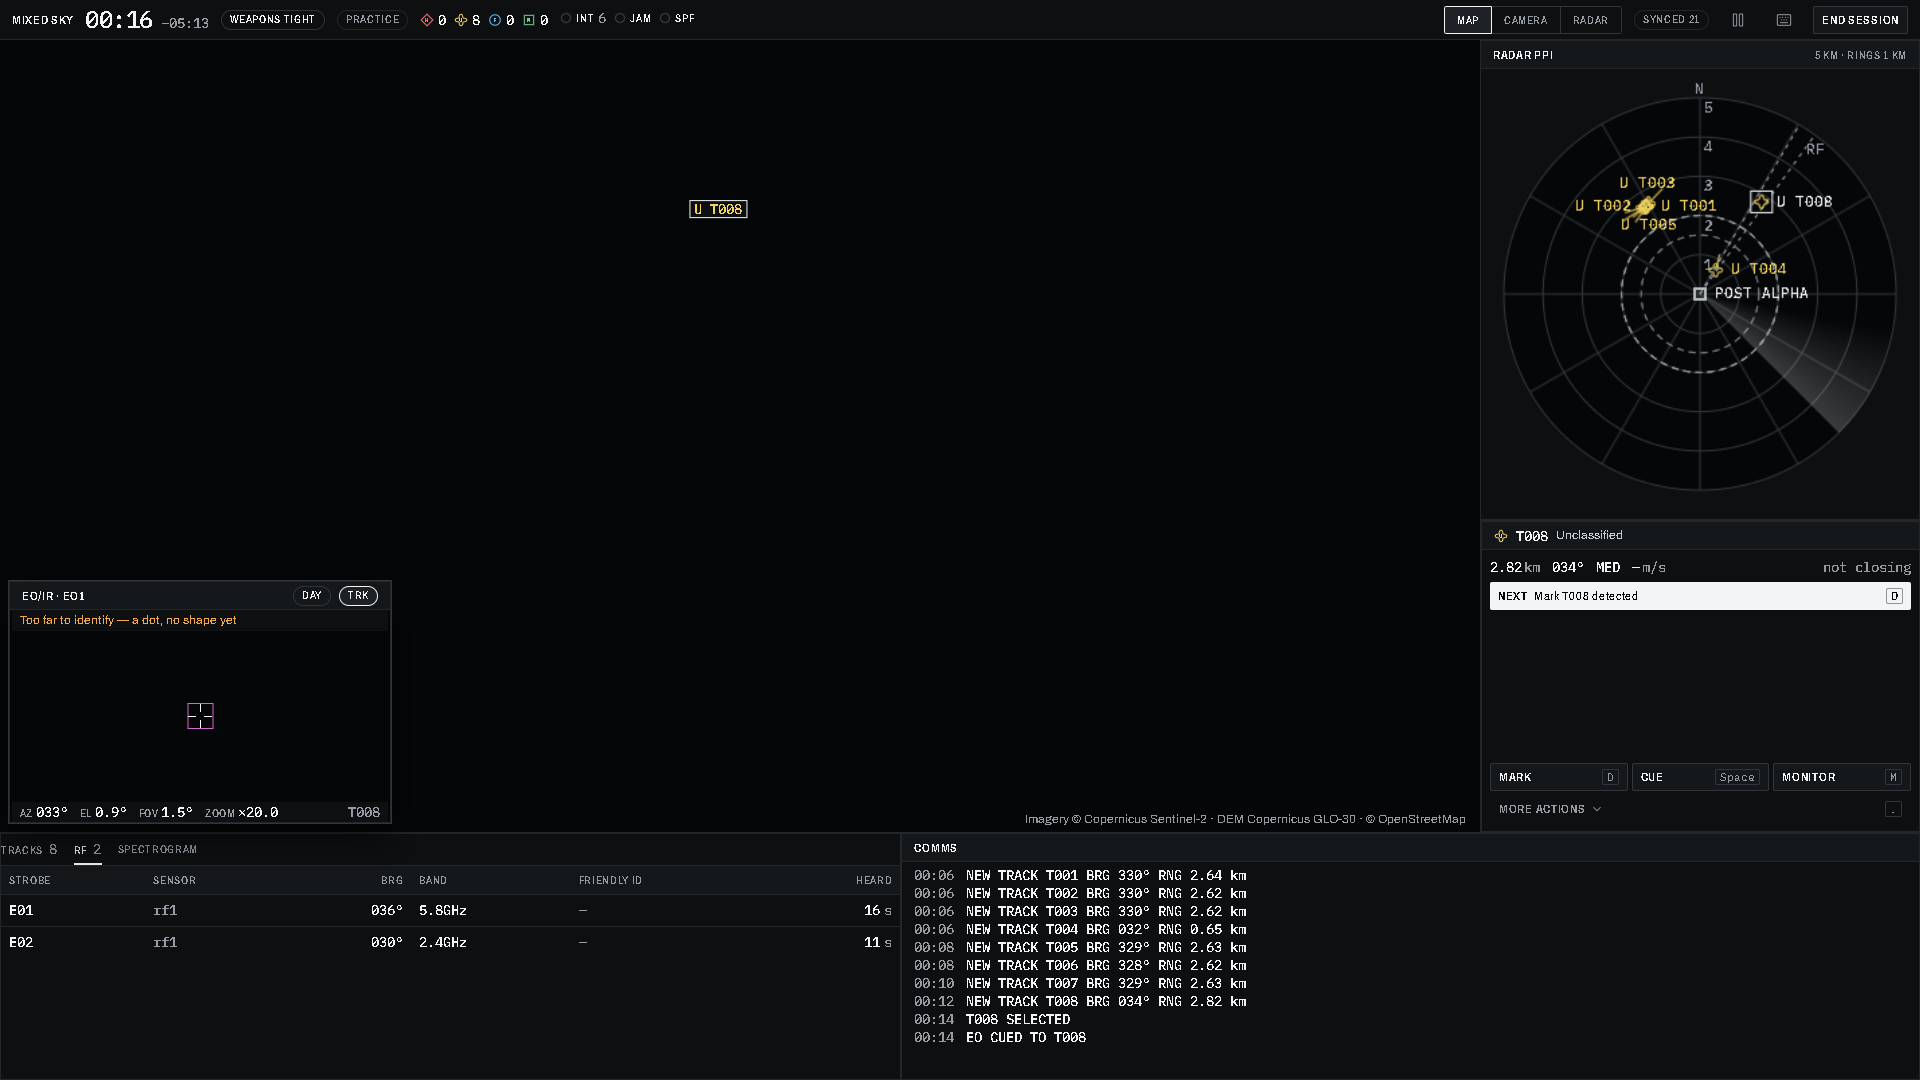 MIXED SKY 00:16 −05:13 WEAPONS TIGHT PRACTICE 0 8 0 0 INT 6 JAM SPF MAP CAMERA RADAR SYNCED 21 END SESSION
RADAR PPI 5 KM · RINGS 1 KM
N
5
4
3
2
1
RF
U T003
U T002
U T001
U T005
U T008
U T004
POST ALPHA
U T008
T008 Unclassified
2.82km 034° MED —m/s not closing
NEXT Mark T008 detected D
MARK D CUE Space MONITOR M
MORE ACTIONS .
EO/IR · EO1 DAY TRK
Too far to identify — a dot, no shape yet
AZ 033° EL 0.9° FOV 1.5° ZOOM ×20.0 T008
Imagery © Copernicus Sentinel-2 · DEM Copernicus GLO-30 · © OpenStreetMap
TRACKS 8 RF 2 SPECTROGRAM
STROBE SENSOR BRG BAND FRIENDLY ID HEARD
E01 rf1 036° 5.8GHz — 16 s
E02 rf1 030° 2.4GHz — 11 s
COMMS
00:06 NEW TRACK T001 BRG 330° RNG 2.64 km
00:06 NEW TRACK T002 BRG 330° RNG 2.62 km
00:06 NEW TRACK T003 BRG 330° RNG 2.62 km
00:06 NEW TRACK T004 BRG 032° RNG 0.65 km
00:08 NEW TRACK T005 BRG 329° RNG 2.63 km
00:08 NEW TRACK T006 BRG 328° RNG 2.62 km
00:10 NEW TRACK T007 BRG 329° RNG 2.63 km
00:12 NEW TRACK T008 BRG 034° RNG 2.82 km
00:14 T008 SELECTED
00:14 EO CUED TO T008